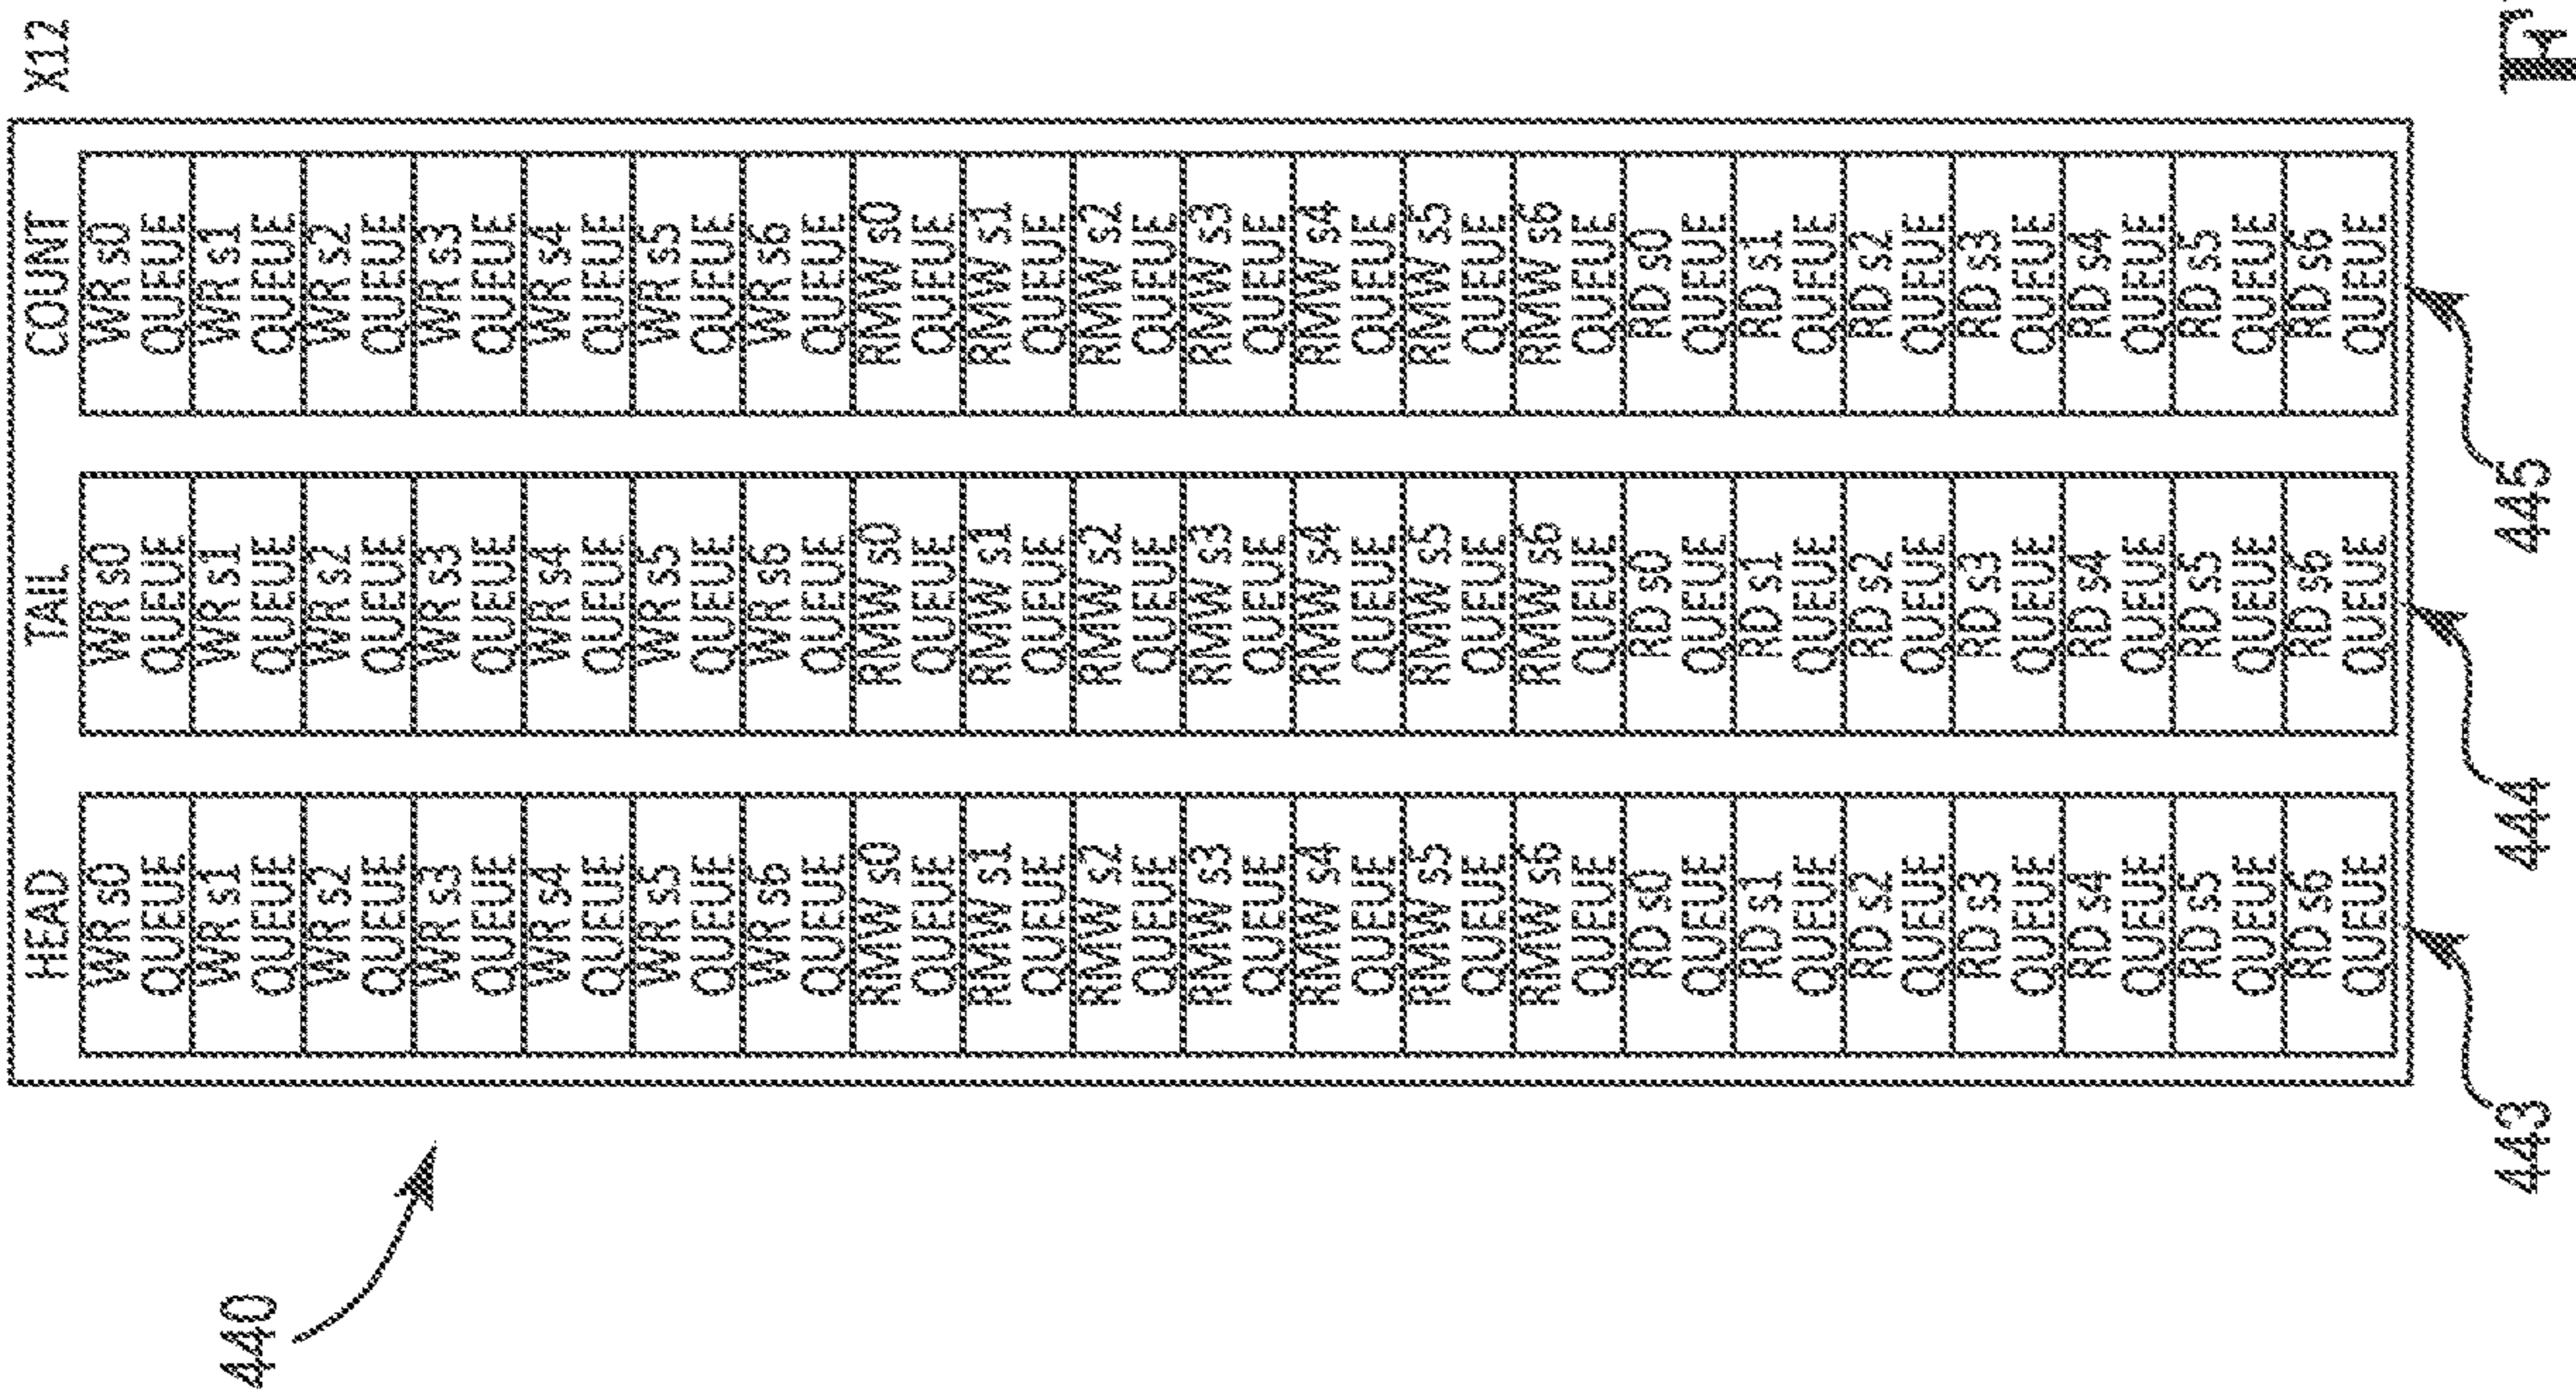 HEAD
WR s0
QUEUE
WR s1
QUEUE
WR s2
QUEUE
WR s3
QUEUE
WR s4
QUEUE
WR s5
QUEUE
WR s6
QUEUE
RMW s0
QUEUE
RMW s1
QUEUE
RMW s2
QUEUE
RMW s3
QUEUE
RMW s4
QUEUE
RMW s5
QUEUE
RMW s6
QUEUE
RD s0
QUEUE
RD s1
QUEUE
RD s2
QUEUE
RD s3
QUEUE
RD s4
QUEUE
RD s5
QUEUE
RD s6
QUEUE
TAIL
WR s0
QUEUE
WR s1
QUEUE
WR s2
QUEUE
WR s3
QUEUE
WR s4
QUEUE
WR s5
QUEUE
WR s6
QUEUE
RMW s0
QUEUE
RMW s1
QUEUE
RMW s2
QUEUE
RMW s3
QUEUE
RMW s4
QUEUE
RMW s5
QUEUE
RMW s6
QUEUE
RD s0
QUEUE
RD s1
QUEUE
RD s2
QUEUE
RD s3
QUEUE
RD s4
QUEUE
RD s5
QUEUE
RD s6
QUEUE
COUNT
WR s0
QUEUE
WR s1
QUEUE
WR s2
QUEUE
WR s3
QUEUE
WR s4
QUEUE
WR s5
QUEUE
WR s6
QUEUE
RMW s0
QUEUE
RMW s1
QUEUE
RMW s2
QUEUE
RMW s3
QUEUE
RMW s4
QUEUE
RMW s5
QUEUE
RMW s6
QUEUE
RD s0
QUEUE
RD s1
QUEUE
RD s2
QUEUE
RD s3
QUEUE
RD s4
QUEUE
RD s5
QUEUE
RD s6
QUEUE
X12
440
443
444
445